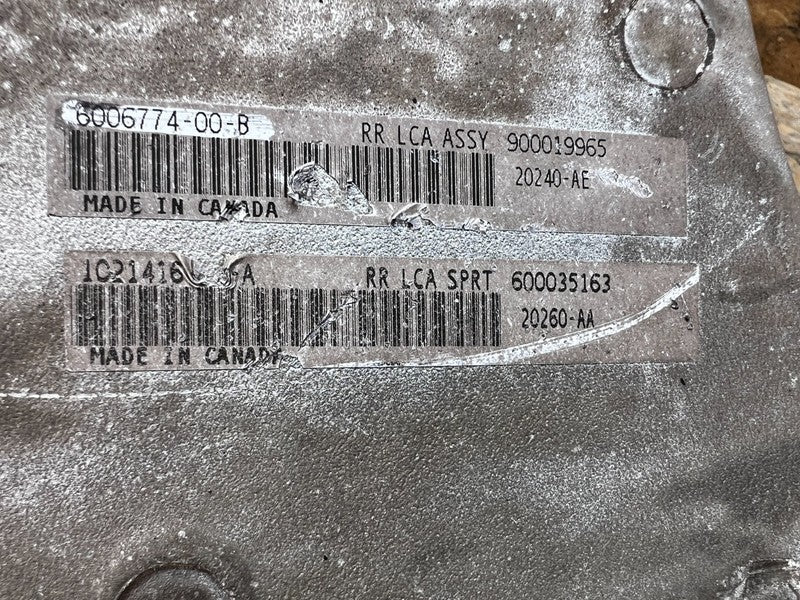 6006774-00-B RR LCA ASSY 900019965
20240-AE
MADE IN CANADA
RR LCA SPRT 600035163
20260-AA
MADE IN CANADA